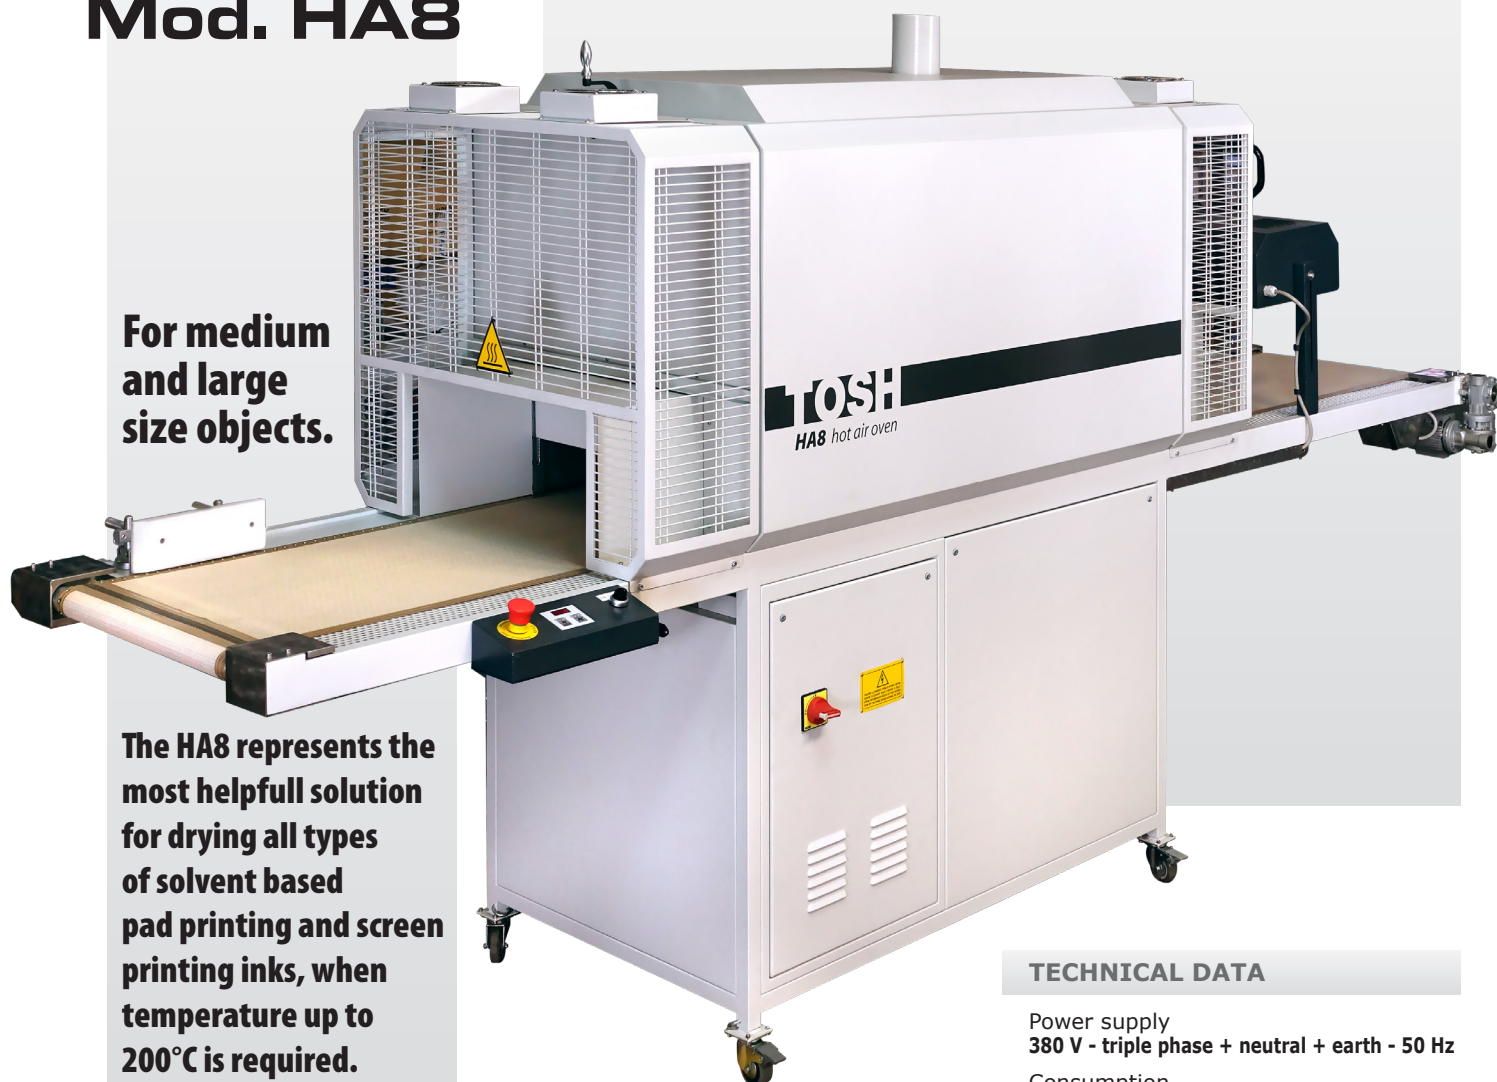 Mod. HA8
For medium
and large
size objects.
TOSH
HA8 hot air oven
The HA8 represents the
most helpfull solution
for drying all types
of solvent based
pad printing and screen
printing inks, when
temperature up to
200°C is required.
TECHNICAL DATA
Power supply
380 V - triple phase + neutral + earth - 50 Hz
Consumption